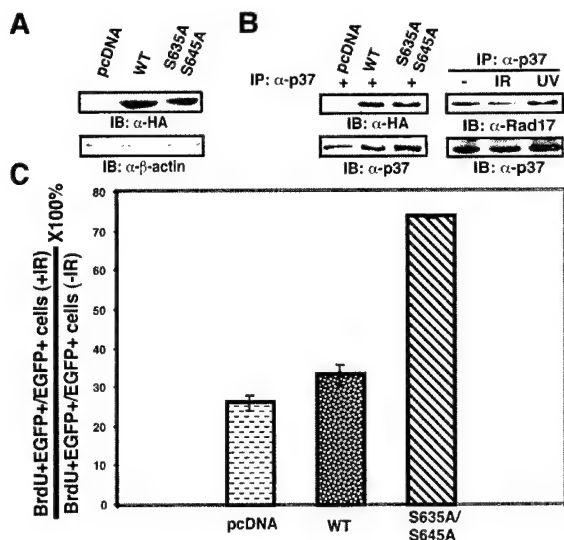 A
pcDNA
WT
S635A
S645A
IB: α-HA
IB: α-β-actin
B
pcDNA
WT
S635A
S645A
IP: α-p37 + + +
IB: α-HA
IB: α-p37
IP: α-p37
- IR UV
IB: α-Rad17
IB: α-p37
C
BrdU+EGFP+/EGFP+ cells (+IR)
BrdU+EGFP+/EGFP+ cells (-IR)
X100%
80
70
60
50
40
30
20
10
0
pcDNA
WT
S635A/
S645A